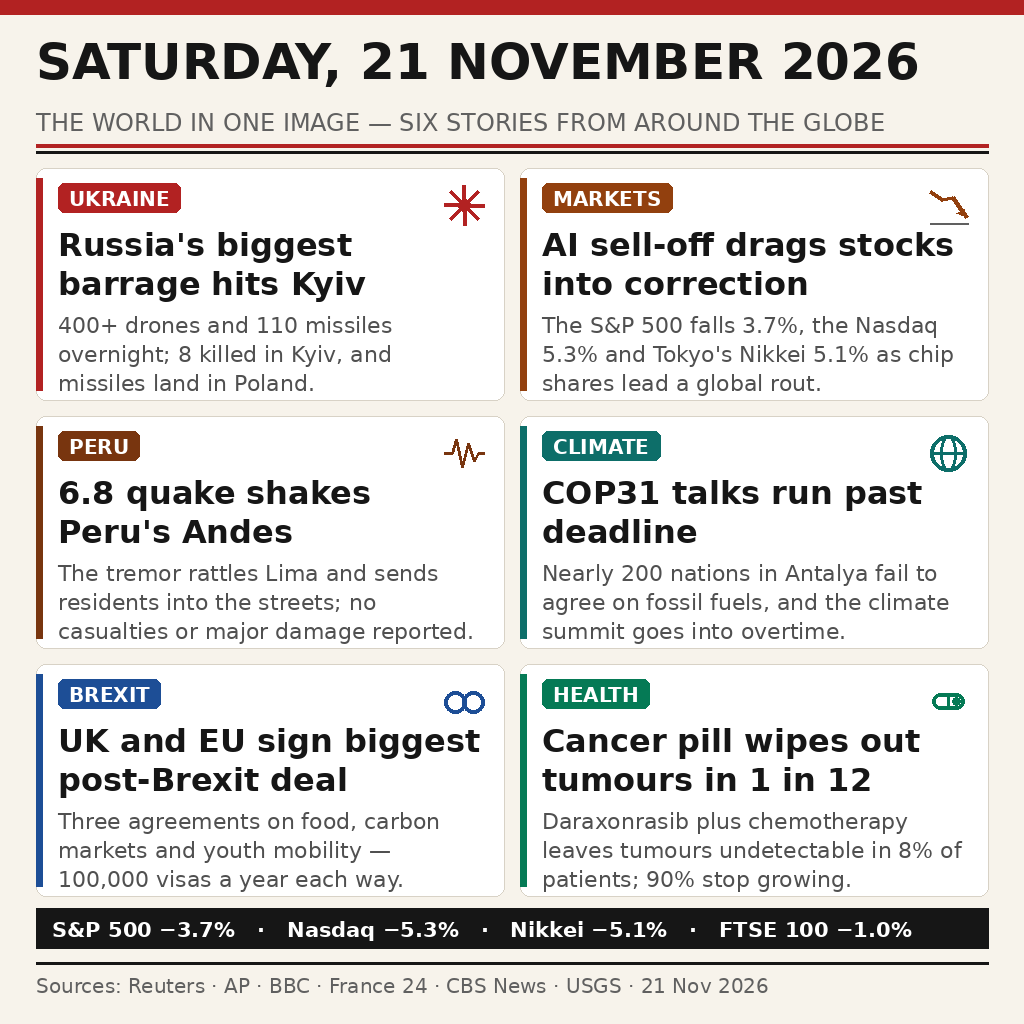 SATURDAY, 21 NOVEMBER 2026
THE WORLD IN ONE IMAGE — SIX STORIES FROM AROUND THE GLOBE
UKRAINE
Russia's biggest
barrage hits Kyiv
400+ drones and 110 missiles
overnight; 8 killed in Kyiv, and
missiles land in Poland.
MARKETS
AI sell-off drags stocks
into correction
The S&P 500 falls 3.7%, the Nasdaq
5.3% and Tokyo's Nikkei 5.1% as chip
shares lead a global rout.
PERU
6.8 quake shakes
Peru's Andes
The tremor rattles Lima and sends
residents into the streets; no
casualties or major damage reported.
CLIMATE
COP31 talks run past
deadline
Nearly 200 nations in Antalya fail to
agree on fossil fuels, and the climate
summit goes into overtime.
BREXIT
UK and EU sign biggest
post-Brexit deal
Three agreements on food, carbon
markets and youth mobility —
100,000 visas a year each way.
HEALTH
Cancer pill wipes out
tumours in 1 in 12
Daraxonrasib plus chemotherapy
leaves tumours undetectable in 8% of
patients; 90% stop growing.
S&P 500 −3.7% · Nasdaq −5.3% · Nikkei −5.1% · FTSE 100 −1.0%
Sources: Reuters · AP · BBC · France 24 · CBS News · USGS · 21 Nov 2026